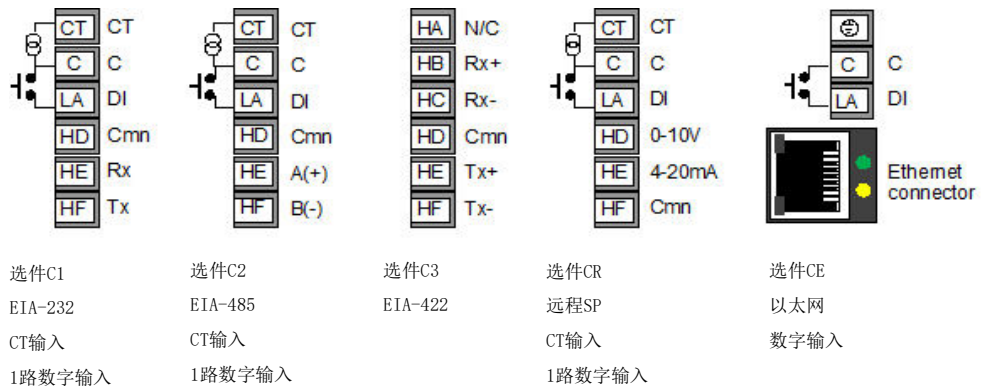 CT CT
C C
LA DI
HD Cmn
HE Rx
HF Tx
CT CT
C C
LA DI
HD Cmn
HE A(+)
HF B(-)
HA N/C
HB Rx+
HC Rx-
HD Cmn
HE Tx+
HF Tx-
CT CT
C C
LA DI
HD 0-10V
HE 4-20mA
HF Cmn
C C
LA DI
Ethernet
connector
选件C1
EIA-232
CT输入
1路数字输入
选件C2
EIA-485
CT输入
1路数字输入
选件C3
EIA-422
选件CR
远程SP
CT输入
1路数字输入
选件CE
以太网
数字输入